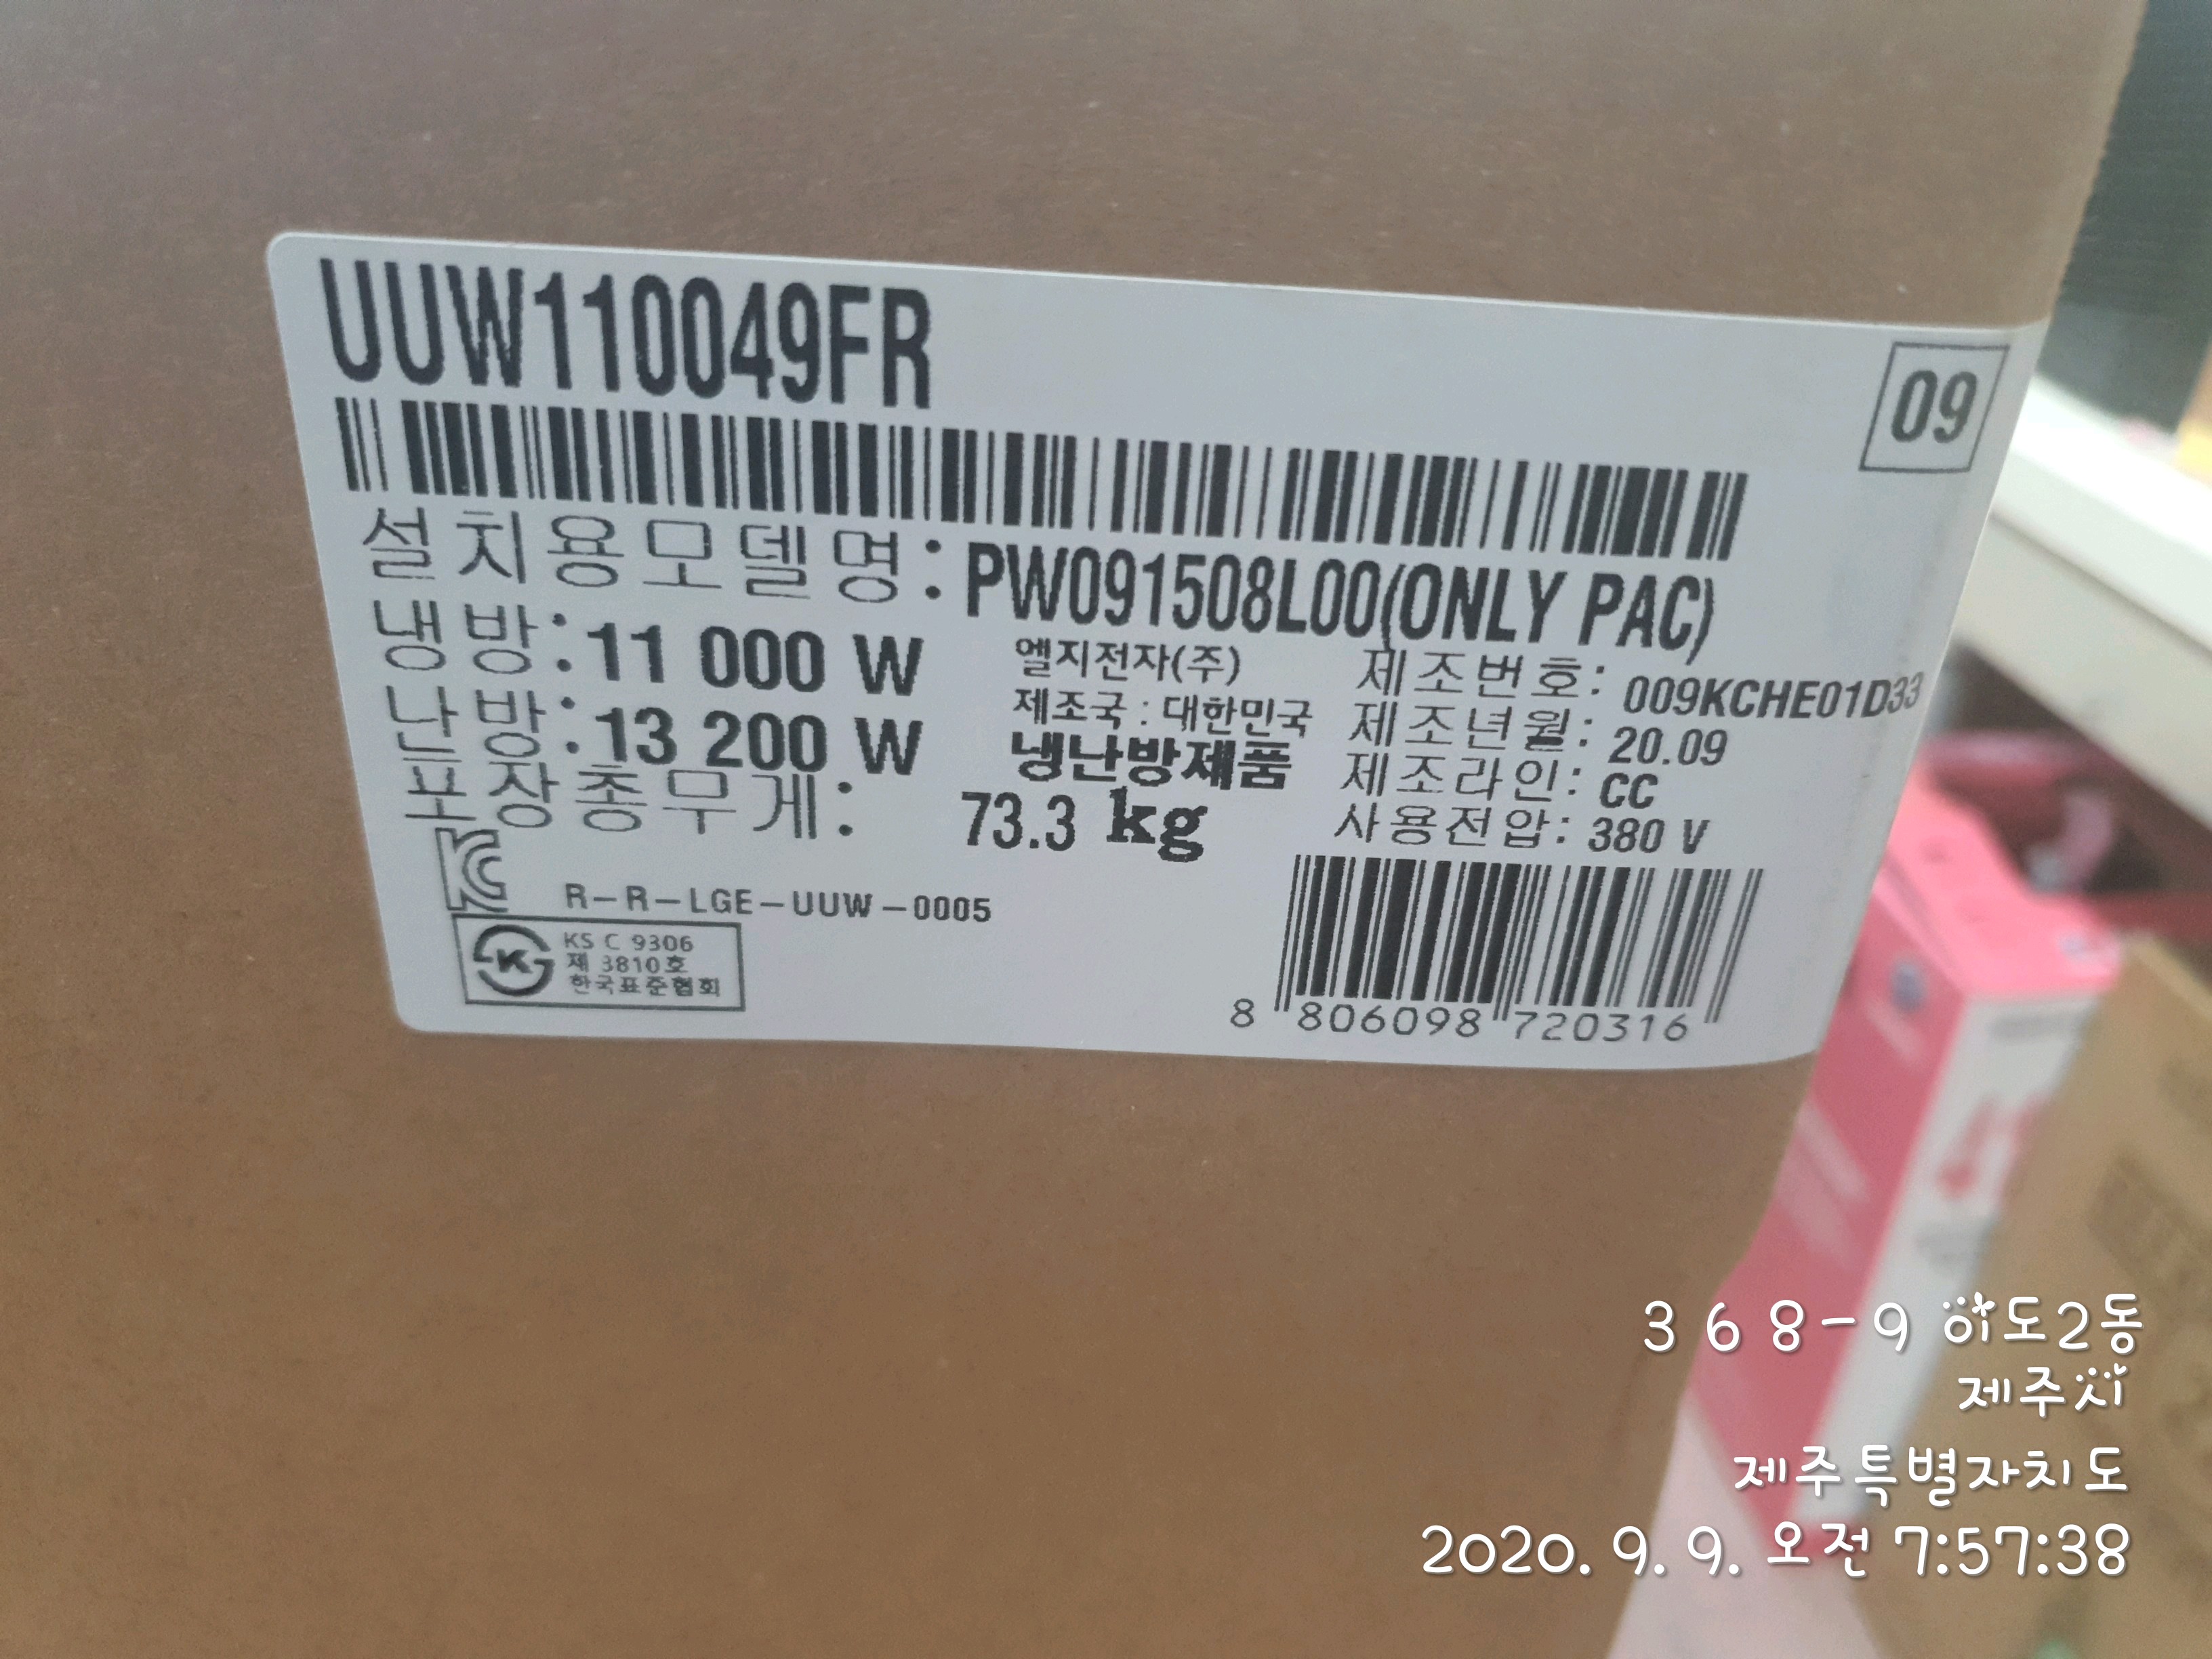 UUW110049FR
09
설치용모델명: PW091508L00(ONLY PAC)
냉방: 11 000 W
난방: 13 200 W
포장총무게: 73.3 kg
엘지전자(주)
제조국 : 대한민국
냉난방제품
제조번호: 009KCHE01D33
제조년월: 20.09
제조라인: CC
사용전압: 380 V
R-R-LGE-UUW-0005
KS C 9306
제 3810호
한국표준협회
8 806098 720316
368-9 이도2동
제주시
제주특별자치도
2020. 9. 9. 오전 7:57:38